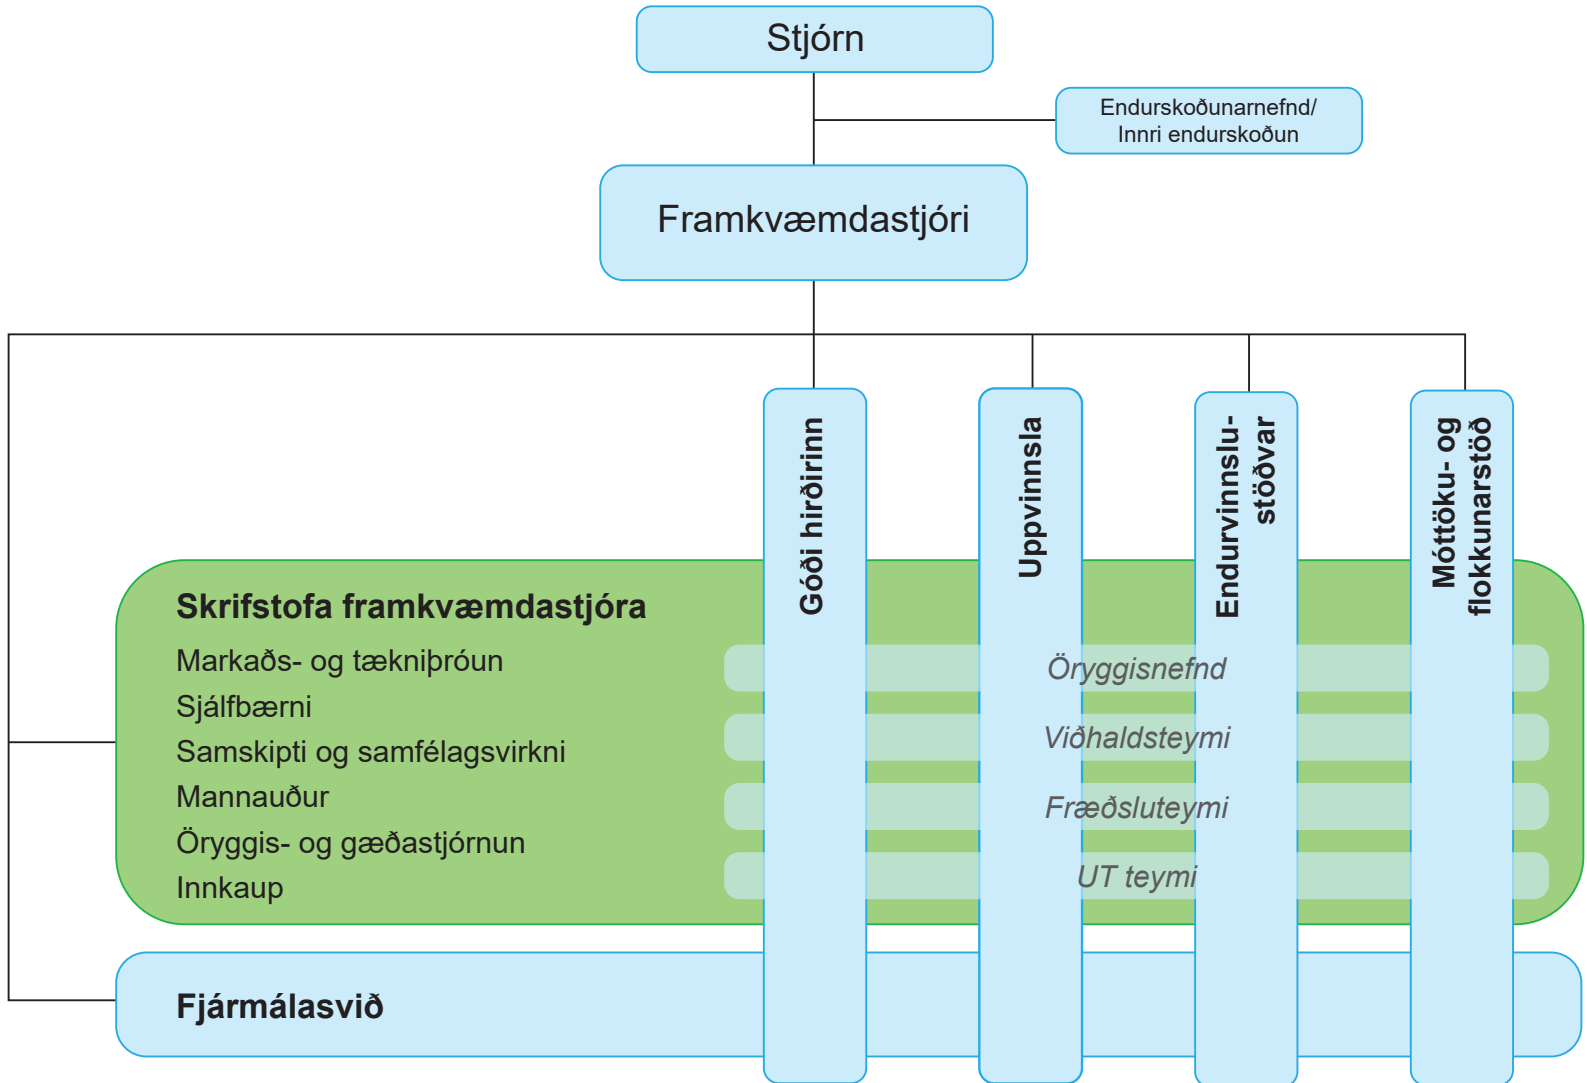 Stjórn
Endurskoðunarnefnd/
Innri endurskoðun
Framkvæmdastjóri
Góði hirðirinn
Uppvinnsla
Endurvinnslu-
stöðvar
Móttöku- og
flokkunarstöð
Skrifstofa framkvæmdastjóra
Markaðs- og tækniþróun
Sjálfbærni
Samskipti og samfélagsvirkni
Mannauður
Öryggis- og gæðastjórnun
Innkaup
Öryggisnefnd
Viðhaldsteymi
Fræðsluteymi
UT teymi
Fjármálasvið